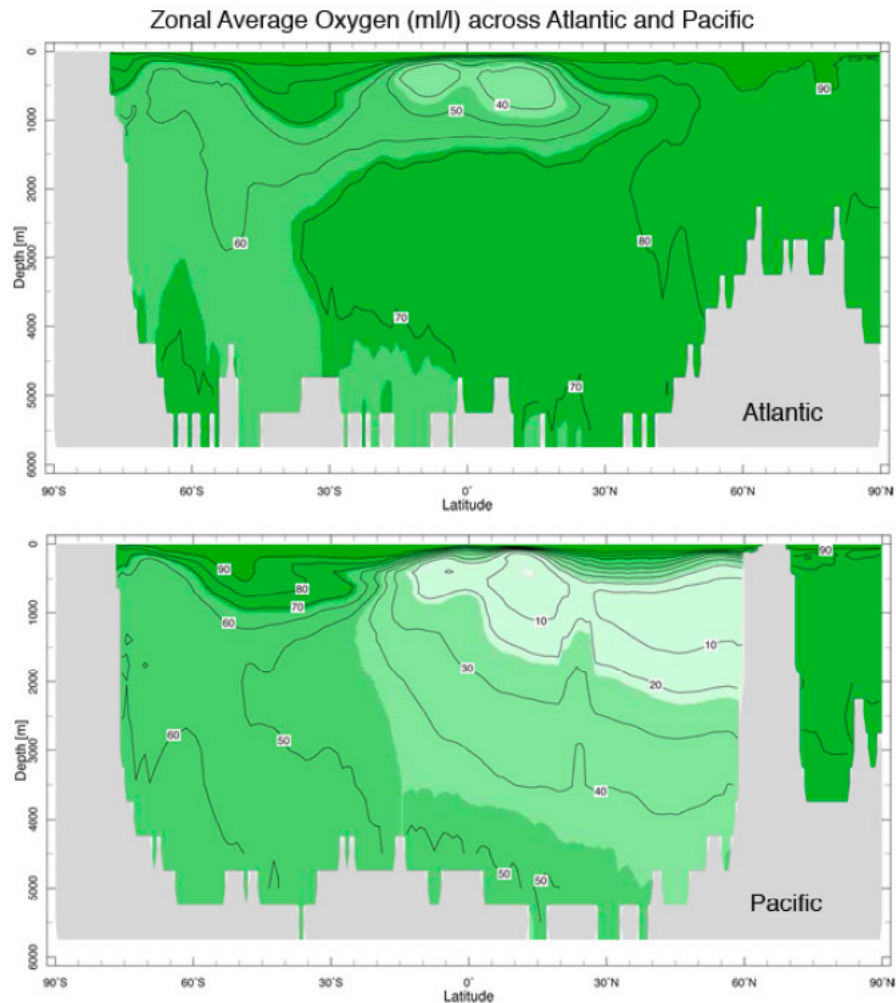 Zonal Average Oxygen (ml/l) across Atlantic and Pacific
0
1000
2000
3000
4000
5000
6000
Depth [m]
90
50
40
60
80
70
70
Atlantic
90°S
60°S
30°S
0°
30°N
60°N
90°N
Latitude
0
1000
2000
3000
4000
5000
6000
Depth [m]
90
90
80
70
60
10
10
30
20
60
50
40
50
50
Pacific
90°S
60°S
30°S
0°
30°N
60°N
90°N
Latitude